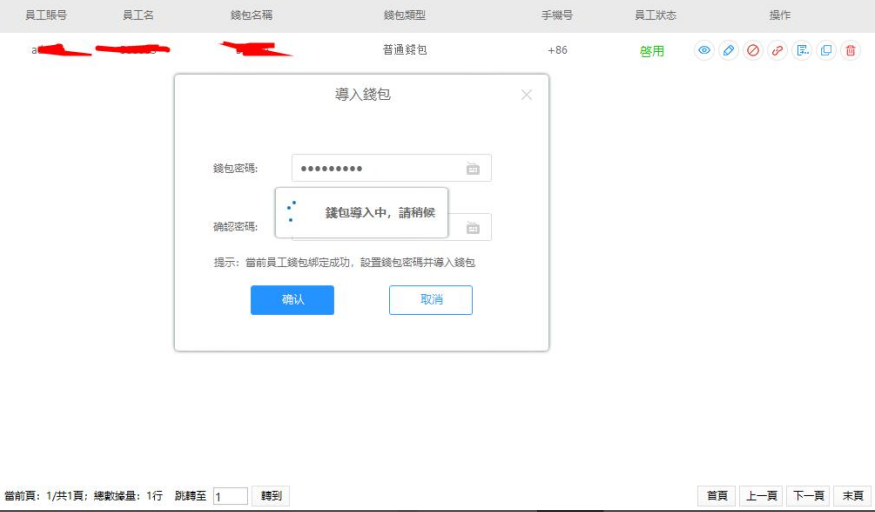 員工賬号 員工名 錢包名稱 錢包類型 手機号 員工狀态 操作
普通錢包 +86 啓用
導入錢包
錢包密碼:
錢包導入中，請稍候
确認密碼:
提示：當前員工錢包綁定成功，設置錢包密碼并導入錢包
确认 取消
當前頁：1/共1頁；總數據量：1行 跳轉至 1 轉到 首頁 上一頁 下一頁 末頁